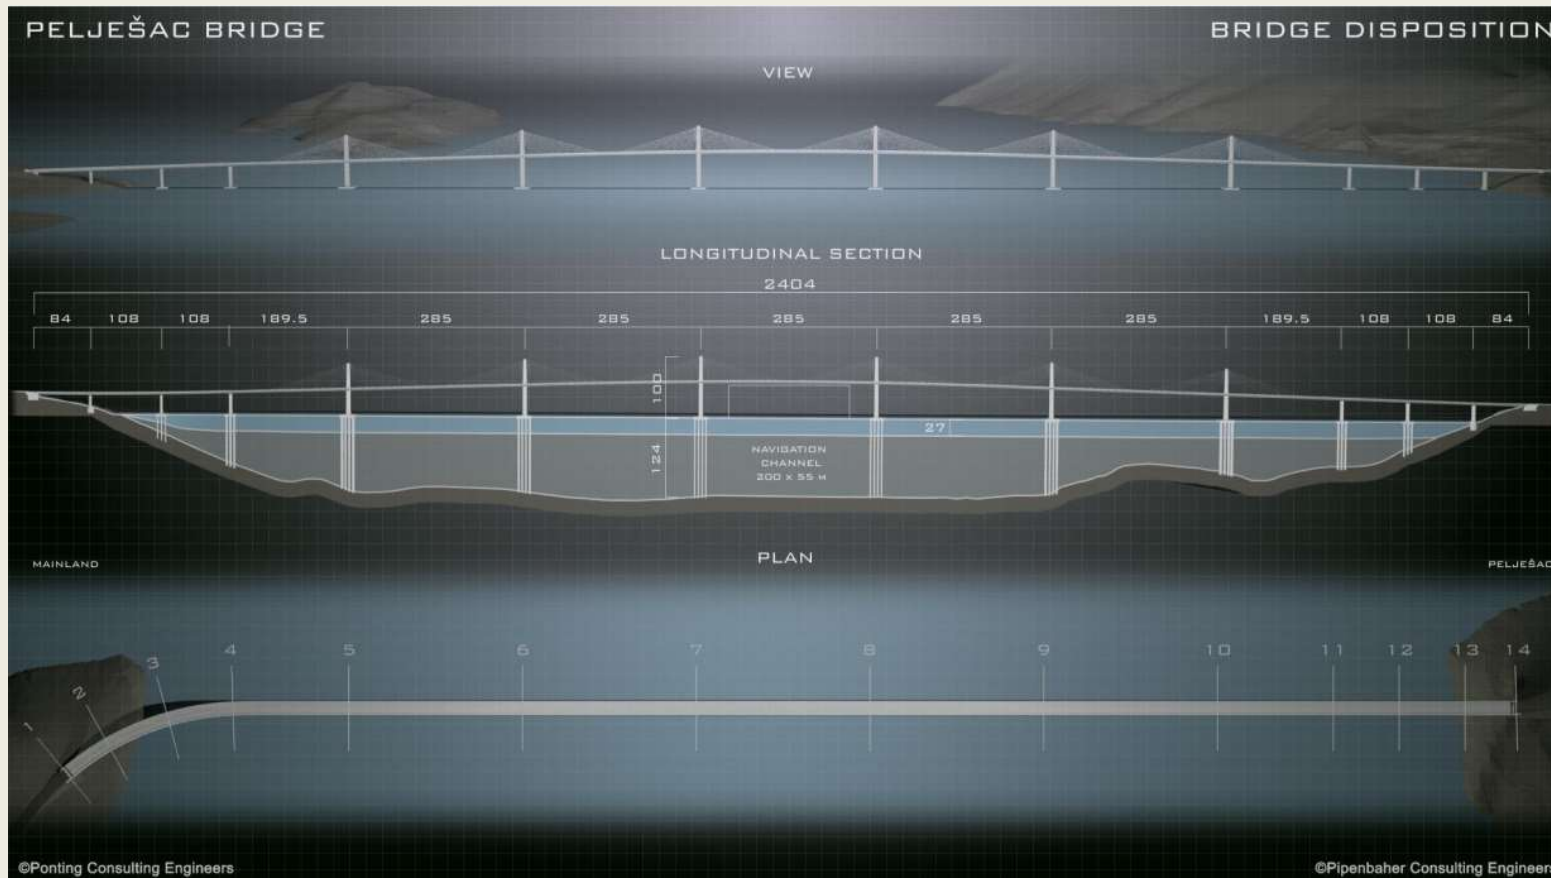 PELJEŠAC BRIDGE
BRIDGE DISPOSITION
VIEW
LONGITUDINAL SECTION
2404
84 108 108 189.5 285 285 285 285 285 189.5 108 108 84
100
27
124
NAVIGATION
CHANNEL
200 x 55 M
PLAN
MAINLAND
PELJEŠAC
1 2 3 4 5 6 7 8 9 10 11 12 13 14
©Ponting Consulting Engineers
©Pipenbaher Consulting Engineers